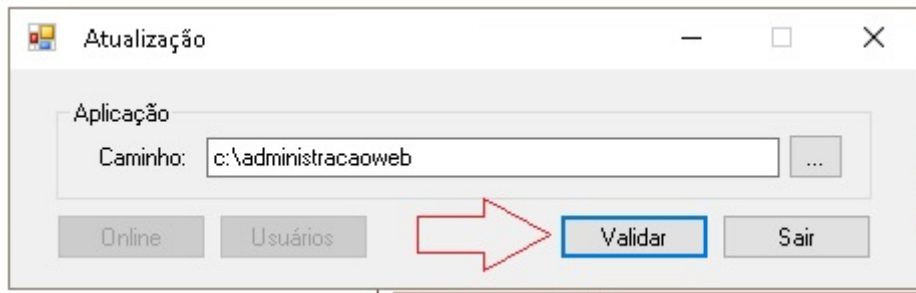 Atualização
Aplicação
Caminho: c:\administracaoweb ...
Online Usuários Validar Sair